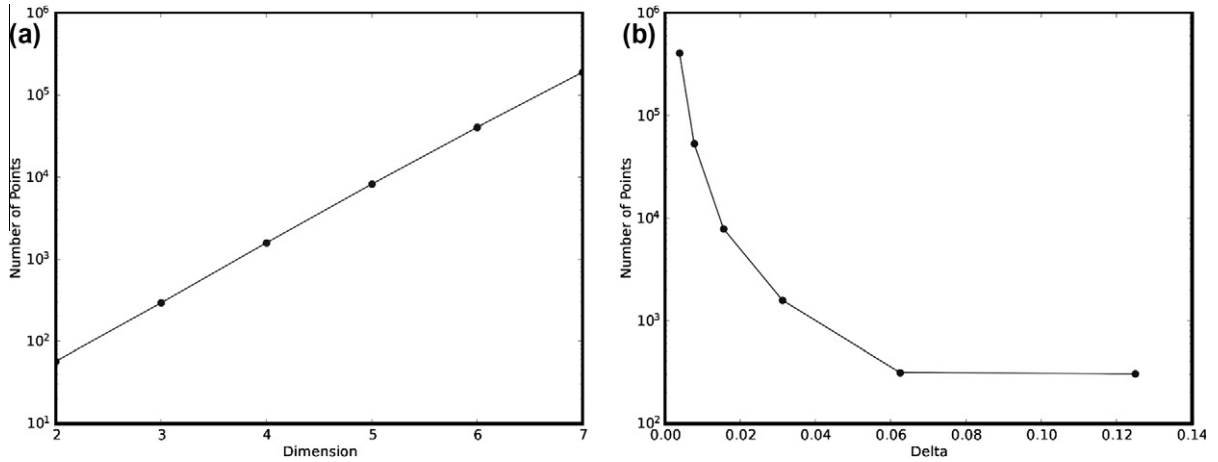 (a)
Number of Points
10^6
10^5
10^4
10^3
10^2
10^1
2 3 4 5 6 7
Dimension
(b)
Number of Points
10^6
10^5
10^4
10^3
10^2
0.00 0.02 0.04 0.06 0.08 0.10 0.12 0.14
Delta